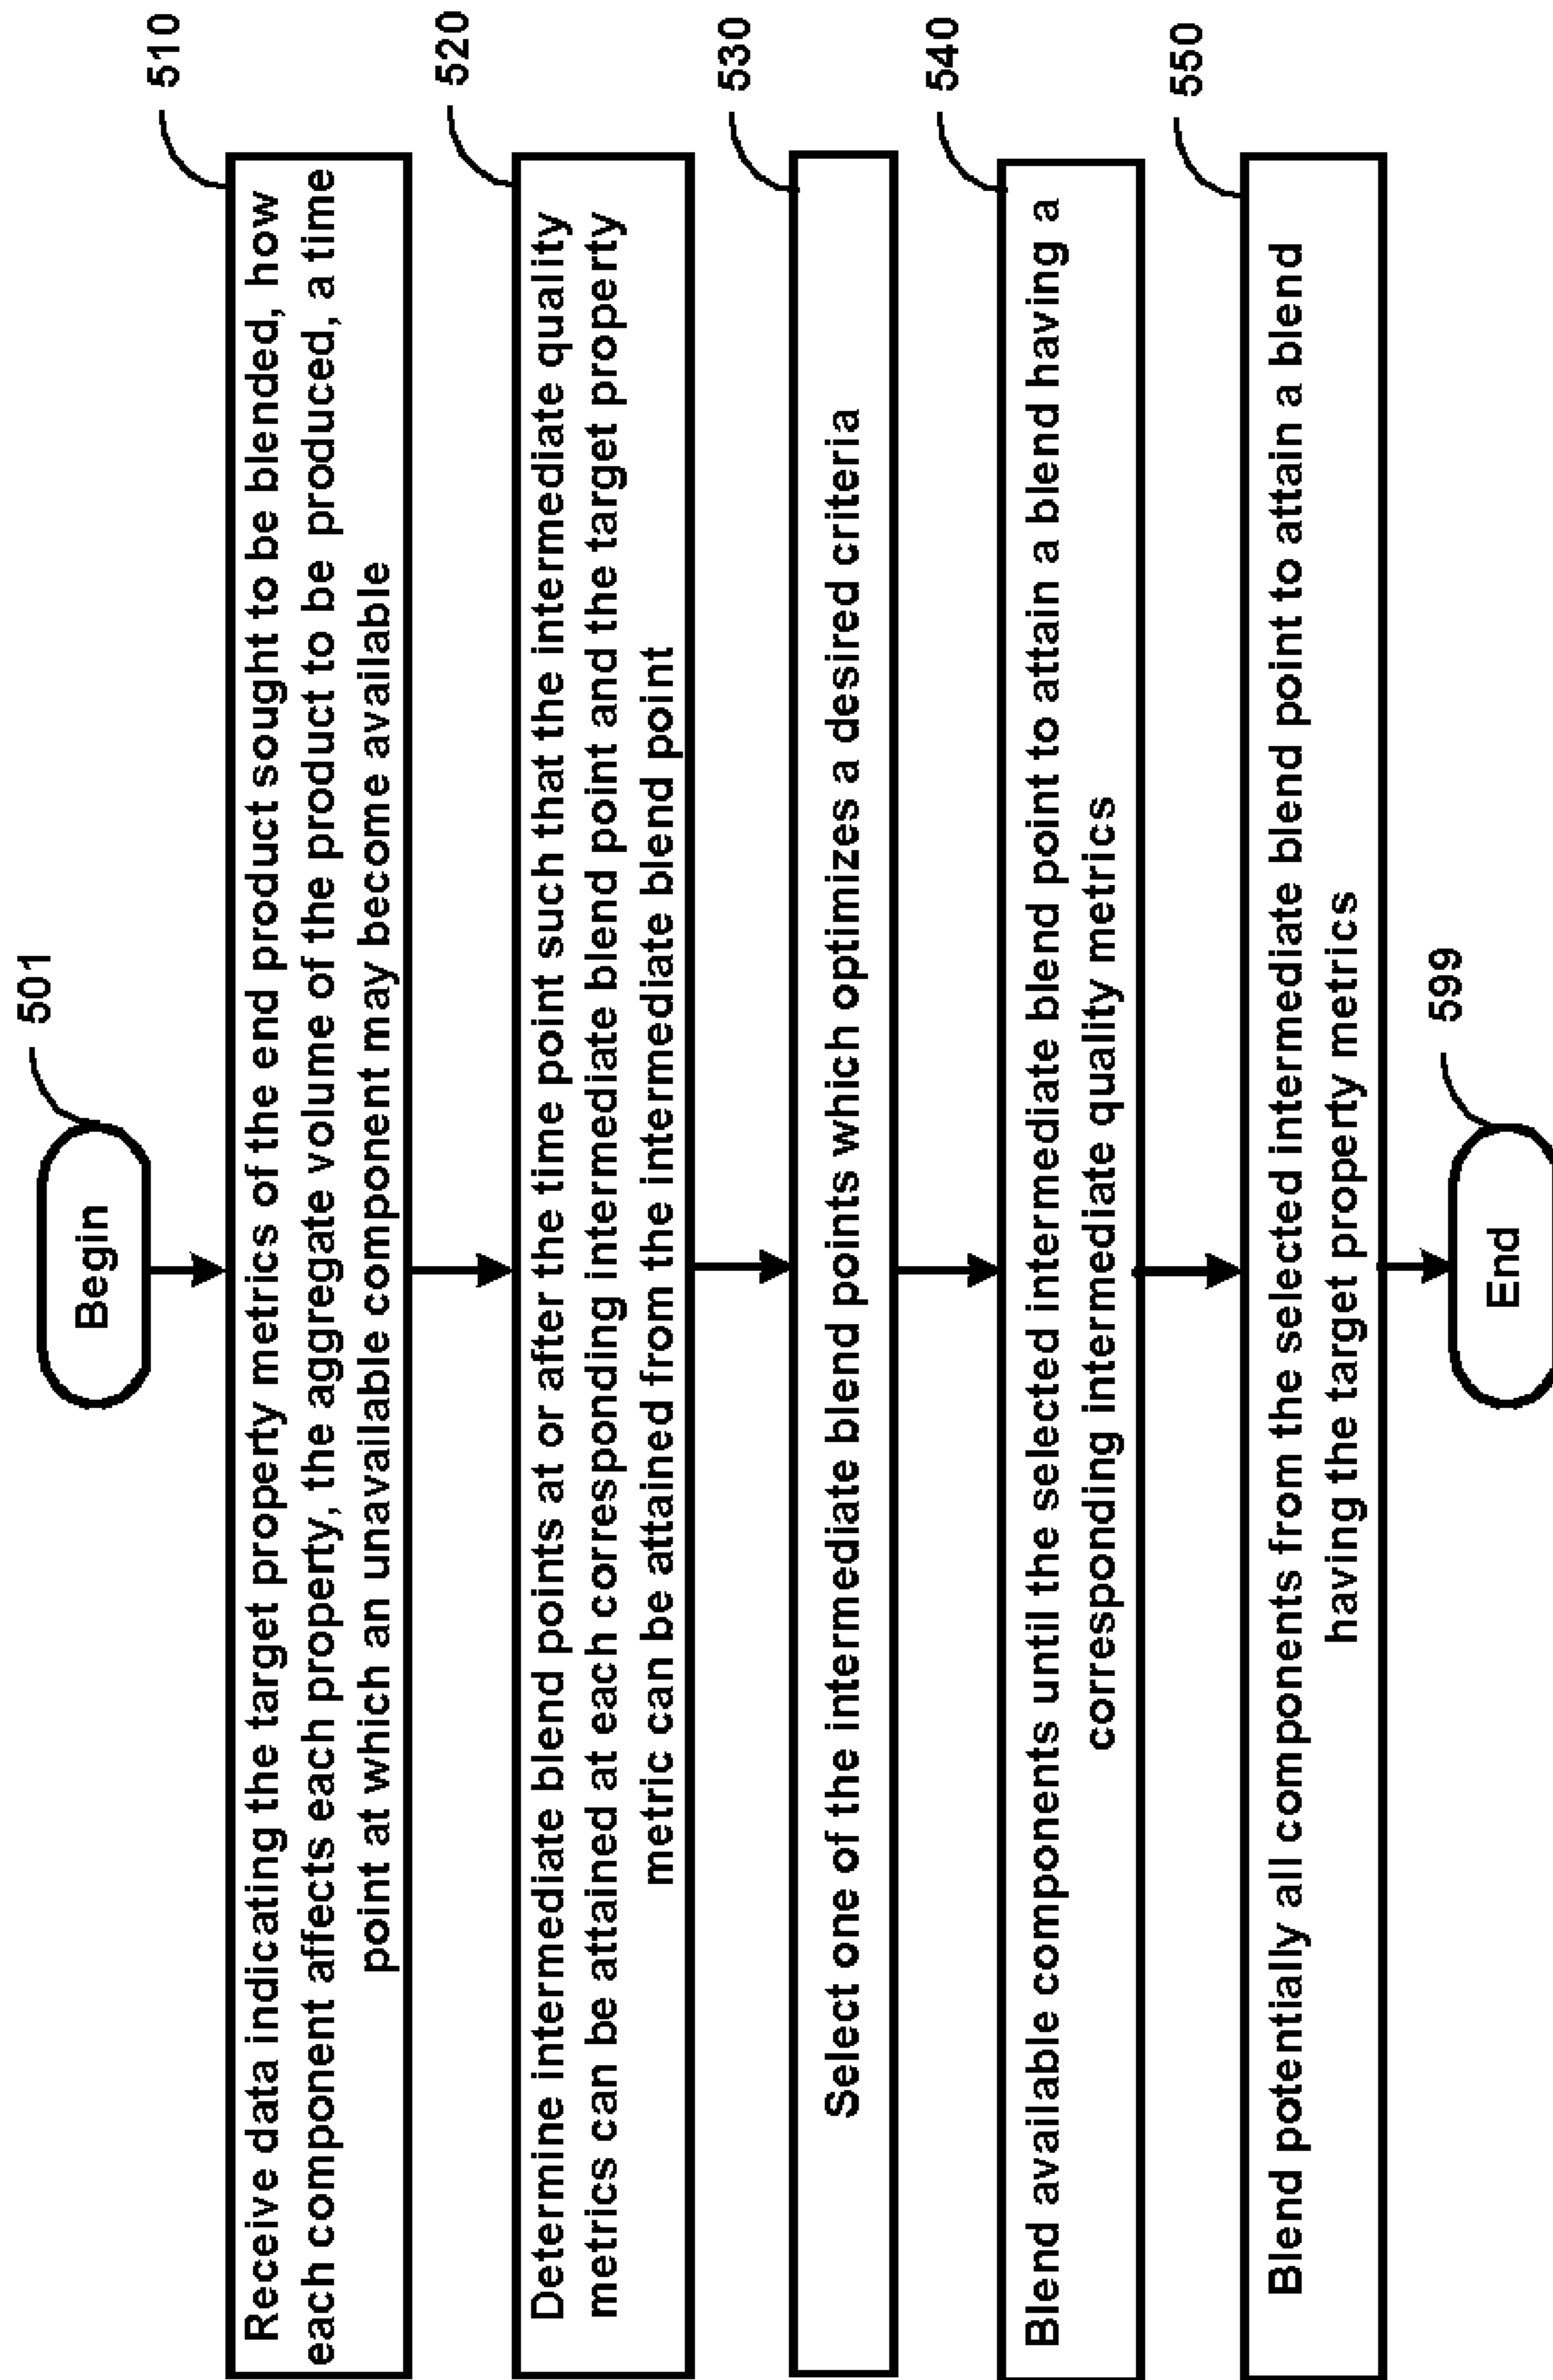 501
Begin
510
Receive data indicating the target property metrics of the end product sought to be blended, how
each component affects each property, the aggregate volume of the product to be produced, a time
point at which an unavailable component may become available
520
Determine intermediate blend points at or after the time point such that the intermediate quality
metrics can be attained at each corresponding intermediate blend point and the target property
metric can be attained from the intermediate blend point
530
Select one of the intermediate blend points which optimizes a desired criteria
540
Blend available components until the selected intermediate blend point to attain a blend having a
corresponding intermediate quality metrics
550
Blend potentially all components from the selected intermediate blend point to attain a blend
having the target property metrics
599
End